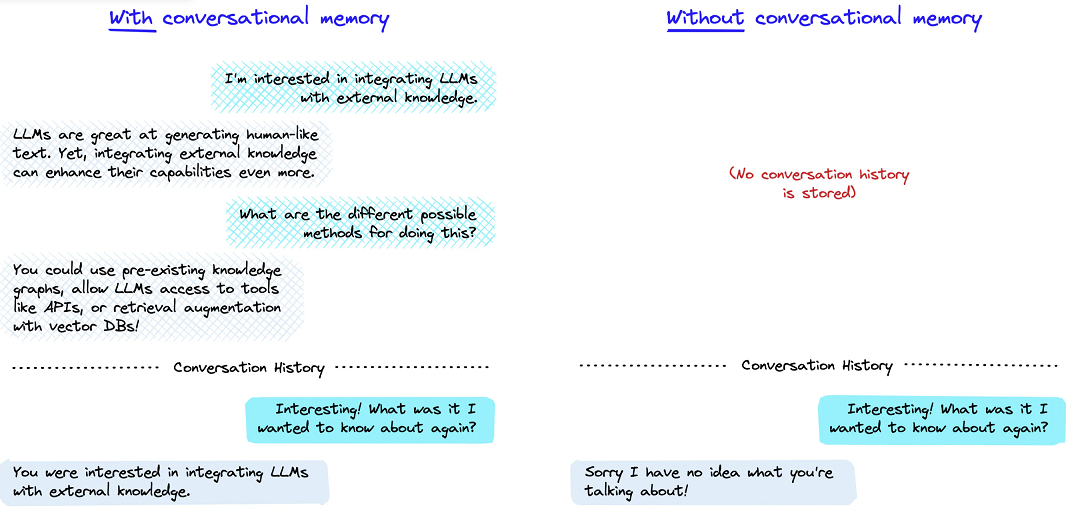 With conversational memory
I'm interested in integrating LLMs
with external knowledge.
LLMs are great at generating human-like
text. Yet, integrating external knowledge
can enhance their capabilities even more.
What are the different possible
methods for doing this?
You could use pre-existing knowledge
graphs, allow LLMs access to tools
like APIs, or retrieval augmentation
with vector DBs!
Conversation History
Interesting! What was it I
wanted to know about again?
You were interested in integrating LLMs
with external knowledge.
Without conversational memory
(No conversation history
is stored)
Conversation History
Interesting! What was it I
wanted to know about again?
Sorry I have no idea what you're
talking about!